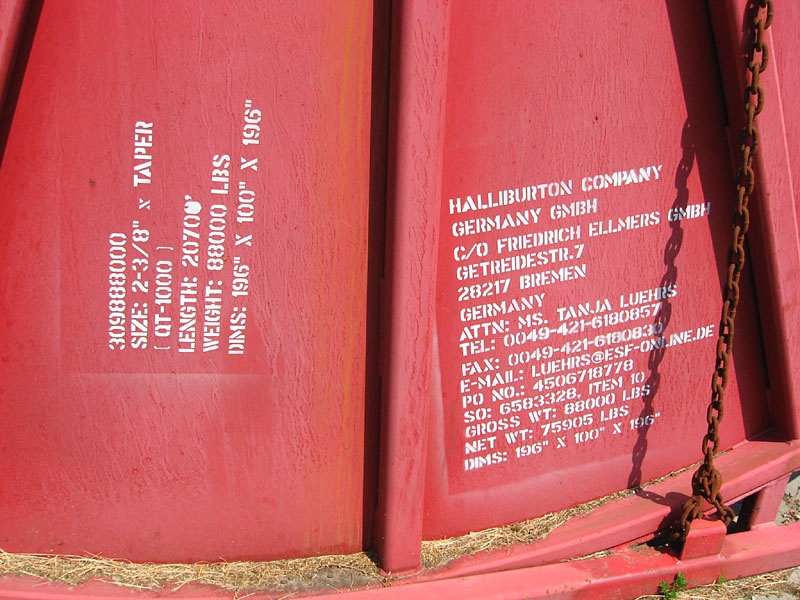 309888000
SIZE: 2-3/8" x TAPER
( QT-1000 )
LENGTH: 20700'
WEIGHT: 88000 LBS
DIMS: 196" X 100" X 196"
HALLIBURTON COMPANY
GERMANY GMBH
C/O FRIEDRICH ELLMERS GMBH
GETREIDESTR.7
28217 BREMEN
GERMANY
ATTN: MS. TANJA LUEHRS
TEL: 0049-421-6180857
FAX: 0049-421-6180830
E-MAIL: LUEHRS@ESF-ONLINE.DE
PO NO.: 4506718778
SO: 6583328, ITEM 10
GROSS WT: 88000 LBS
NET WT: 75905 LBS
DIMS: 196" X 100" X 196"